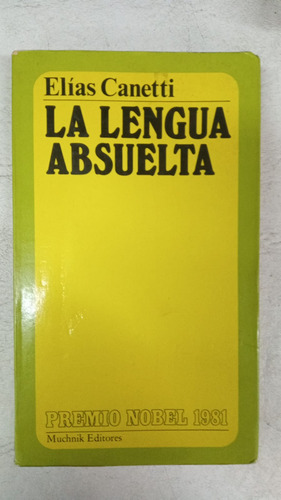 Elías Canetti
LA LENGUA
ABSUELTA
PREMIO NOBEL 1981
Muchnik Editores